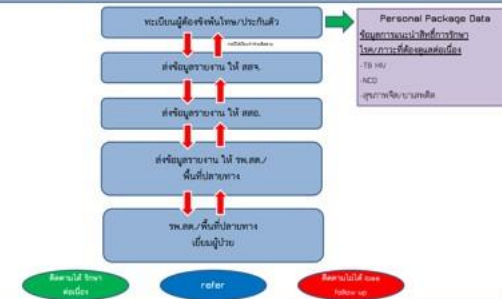 ทะเบียนผู้ต้องขังพ้นโทษ/ประกันตัว
ส่งข้อมูลรายงาน ให้ สสจ.
ส่งข้อมูลรายงาน ให้ สสอ.
ส่งข้อมูลรายงาน ให้ รพ.สต./
พื้นที่ปลายทาง
รพ.สต./พื้นที่ปลายทาง
เยี่ยมผู้ป่วย
Personal Package Data
ข้อมูลการแนะนำสิทธิ์การรักษา
โรค/ภาวะที่ต้องดูแลต่อเนื่อง
-TB HIV
-NCD
-สุขภาพจิต/ยาเสพติด
ติดตามได้ รักษา
ต่อเนื่อง
refer
ติดตามไม่ได้ loss
follow up